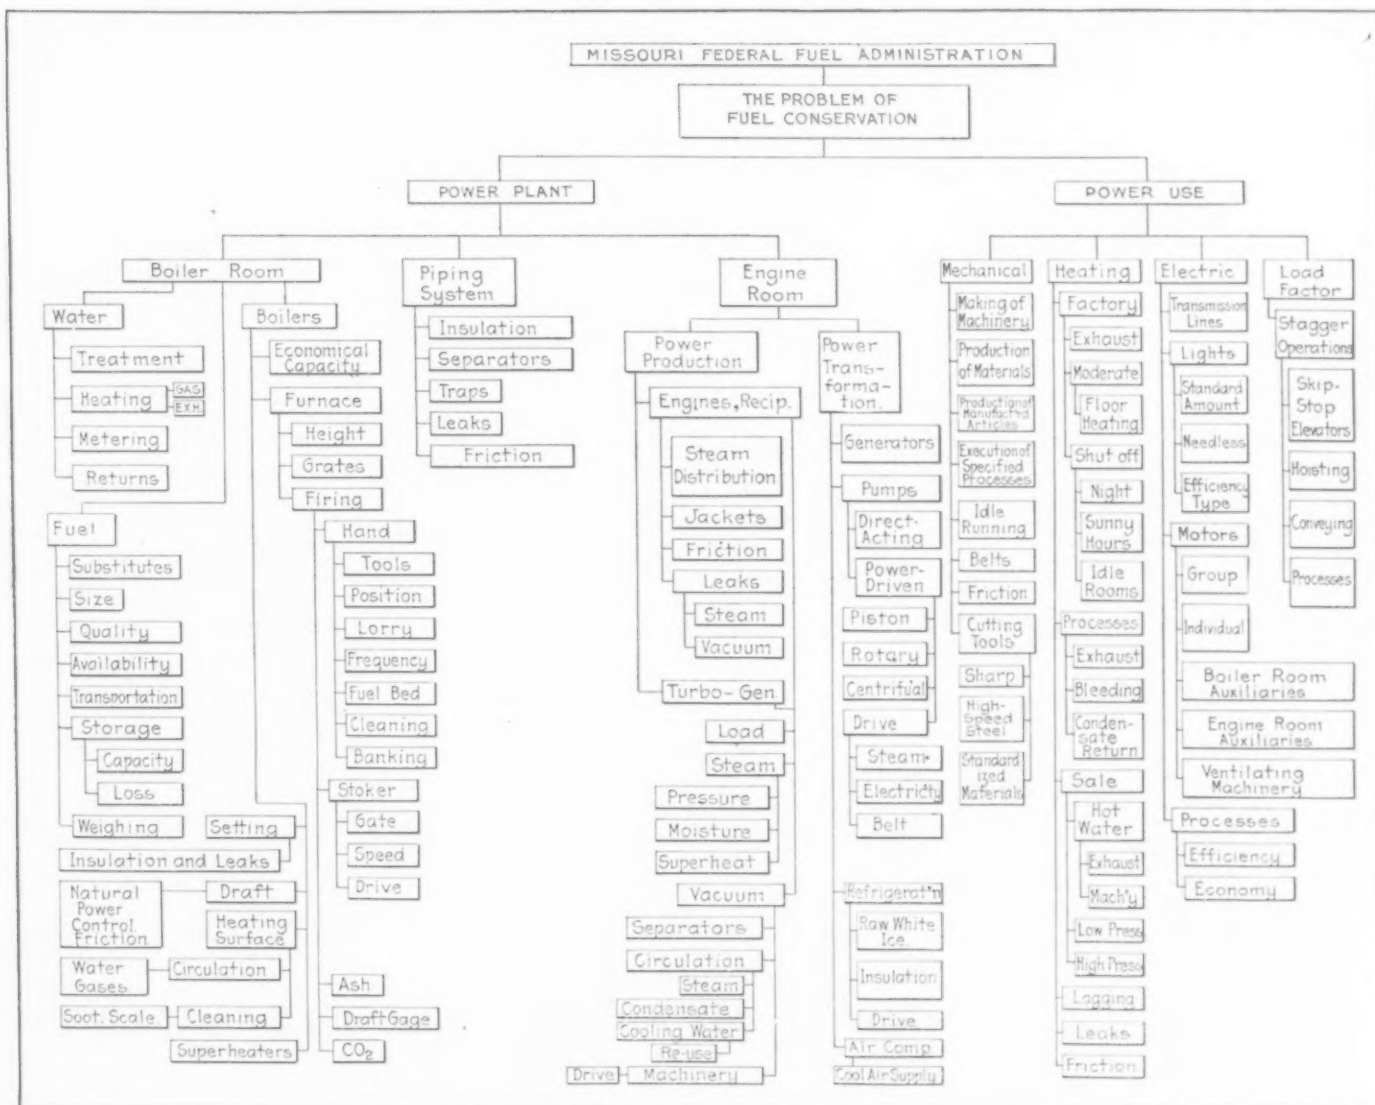 MISSOURI FEDERAL FUEL ADMINISTRATION
THE PROBLEM OF
FUEL CONSERVATION
POWER PLANT
POWER USE
Boiler Room
Water
Treatment
Heating
GAS
EXH.
Metering
Returns
Fuel
Substitutes
Size
Quality
Availability
Transportation
Storage
Capacity
Loss
Weighing
Boilers
Economical
Capacity
Furnace
Height
Grates
Firing
Hand
Tools
Position
Lorry
Frequency
Fuel Bed
Cleaning
Banking
Stoker
Gate
Speed
Drive
Ash
Draft Gage
CO2
Setting
Insulation and Leaks
Draft
Natural
Power
Control
Friction
Heating
Surface
Circulation
Water
Gases
Cleaning
Soot, Scale
Superheaters
Piping
System
Insulation
Separators
Traps
Leaks
Friction
Engine
Room
Power
Production
Engines, Recip.
Steam
Distribution
Jackets
Friction
Leaks
Steam
Vacuum
Turbo-Gen.
Load
Steam
Pressure
Moisture
Superheat
Vacuum
Separators
Circulation
Steam
Condensate
Cooling Water
Re-use
Machinery
Drive
Power
Trans-
forma-
tion.
Generators
Pumps
Direct-
Acting
Power-
Driven
Piston
Rotary
Centrif'al
Drive
Steam
Electricty
Belt
Refrigerat'n
Raw White
Ice.
Insulation
Drive
Air Comp
Cool Air Supply
Mechanical
Making of
Machinery
Production
of Materials
Production of
Manufact'd
Articles
Execution of
Specified
Processes
Idle
Running
Belts
Friction
Cutting
Tools
Sharp
High-
Speed
Steel
Standard
ized
Materials
Heating
Factory
Exhaust
Moderate
Floor
Heating
Shut off
Night
Sunny
Hours
Idle
Rooms
Processes
Exhaust
Bleeding
Conden-
sate
Return
Sale
Hot
Water
Exhaust
Mach'y
Low Press
High Press
Lagging
Leaks
Friction
Electric
Transmission
Lines
Lights
Standard
Amount
Needless
Efficiency
Type
Motors
Group
Individual
Boiler Room
Auxiliaries
Engine Room
Auxiliaries
Ventilating
Machinery
Processes
Efficiency
Economy
Load
Factor
Stagger
Operations
Skip-
Stop
Elevators
Hoisting
Conveying
Processes